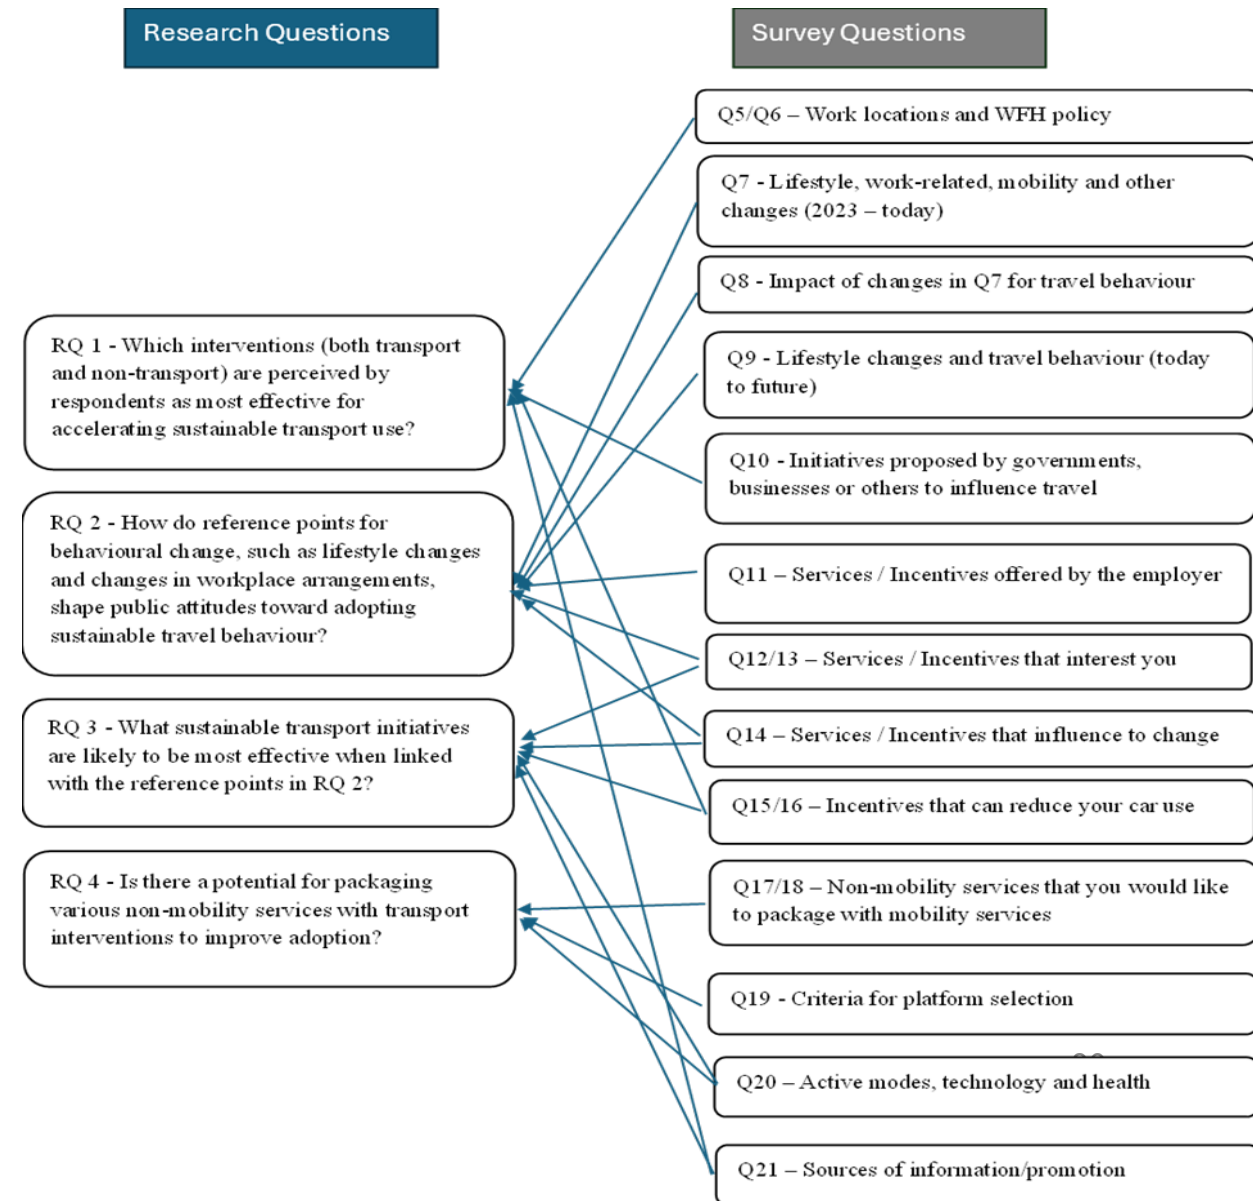 Research Questions
Survey Questions
Q5/Q6 – Work locations and WFH policy
Q7 - Lifestyle, work-related, mobility and other
changes (2023 – today)
Q8 - Impact of changes in Q7 for travel behaviour
Q9 - Lifestyle changes and travel behaviour (today
to future)
Q10 - Initiatives proposed by governments,
businesses or others to influence travel
Q11 – Services / Incentives offered by the employer
Q12/13 – Services / Incentives that interest you
Q14 – Services / Incentives that influence to change
Q15/16 – Incentives that can reduce your car use
Q17/18 – Non-mobility services that you would like
to package with mobility services
Q19 - Criteria for platform selection
Q20 – Active modes, technology and health
Q21 – Sources of information/promotion
RQ 1 - Which interventions (both transport
and non-transport) are perceived by
respondents as most effective for
accelerating sustainable transport use?
RQ 2 - How do reference points for
behavioural change, such as lifestyle changes
and changes in workplace arrangements,
shape public attitudes toward adopting
sustainable travel behaviour?
RQ 3 - What sustainable transport initiatives
are likely to be most effective when linked
with the reference points in RQ 2?
RQ 4 - Is there a potential for packaging
various non-mobility services with transport
interventions to improve adoption?